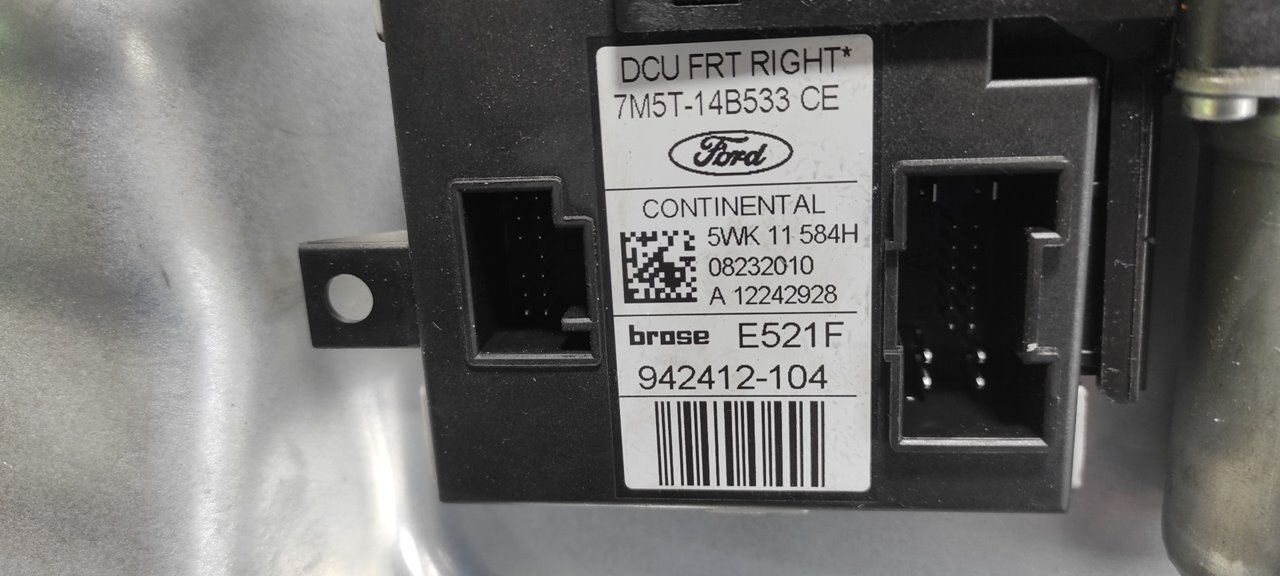 DCU FRT RIGHT*
7M5T-14B533 CE
Ford
CONTINENTAL
5WK 11 584H
08232010
A 12242928
brose E521F
942412-104